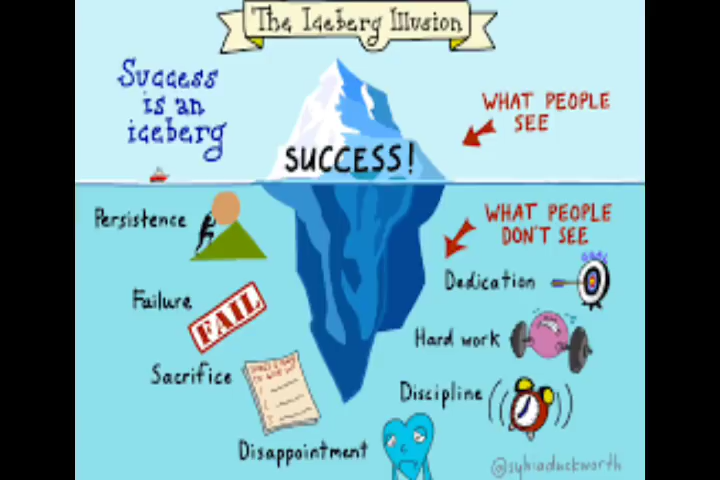 The Iceberg Illusion
Success
is an
iceberg
WHAT PEOPLE
SEE
SUCCESS!
Persistence
WHAT PEOPLE
DON'T SEE
Dedication
Failure
FAIL
Hard work
Sacrifice
Discipline
Disappointment
@sylviaduckworth